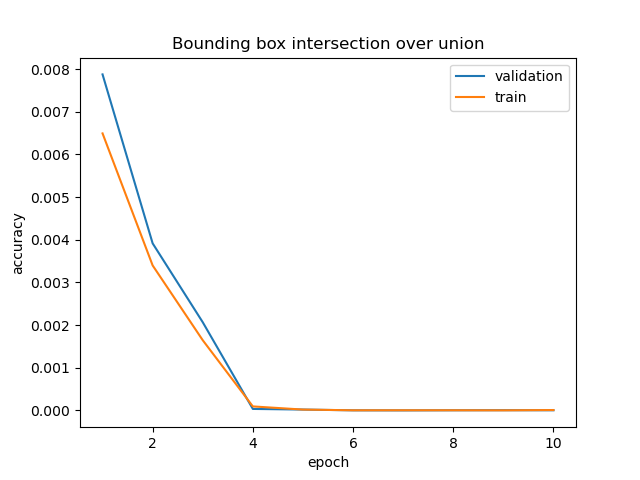 Bounding box intersection over union
validation
train
0.008
0.007
0.006
0.005
0.004
0.003
0.002
0.001
0.000
accuracy
2 4 6 8 10
epoch